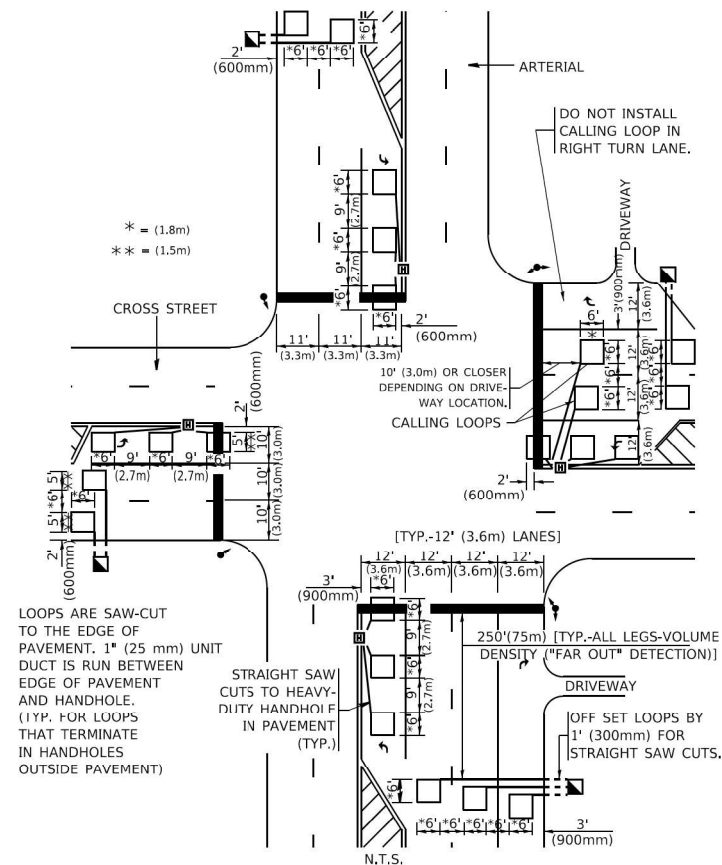 *6'
*6' *6' *6'
2'
(600mm)
ARTERIAL
DO NOT INSTALL
CALLING LOOP IN
RIGHT TURN LANE.
DRIVEWAY
* = (1.8m)
** = (1.5m)
*6'
9'
(2.7m)
*6'
9'
(2.7m)
*6'
H
*6'
2'
(600mm)
11' 11' 11'
(3.3m) (3.3m) (3.3m)
CROSS STREET
3'(900mm)
12'
(3.6m)
6'
*
*6'
12'
(3.6m)
*6'
*6'
*6'
*6'
12'
(3.6m)
*6'
12'
(3.6m)
10' (3.0m) OR CLOSER
DEPENDING ON DRIVE-
WAY LOCATION.
CALLING LOOPS
H
2'
(600mm)
2'
(600mm)
H
5'
**
10'
(3.0m)
*6' 9' *6' 9' *6'
(2.7m) (2.7m)
10'
(3.0m)
10'
(3.0m)
5'
**
*6'
*6'
5'
**
2'
(600mm)
[TYP.-12' (3.6m) LANES]
12' 12' 12' 12'
(3.6m) (3.6m) (3.6m) (3.6m)
3'
(900mm)
*6'
*6'
9'
(2.7m)
*6'
9'
(2.7m)
*6'
H
250'(75m) [TYP.-ALL LEGS-VOLUME
DENSITY ("FAR OUT" DETECTION)]
DRIVEWAY
LOOPS ARE SAW-CUT
TO THE EDGE OF
PAVEMENT. 1" (25 mm) UNIT
DUCT IS RUN BETWEEN
EDGE OF PAVEMENT
AND HANDHOLE.
(TYP. FOR LOOPS
THAT TERMINATE
IN HANDHOLES
OUTSIDE PAVEMENT)
STRAIGHT SAW
CUTS TO HEAVY-
DUTY HANDHOLE
IN PAVEMENT
(TYP.)
OFF SET LOOPS BY
1' (300mm) FOR
STRAIGHT SAW CUTS.
*6'
*6' *6' *6' *6' *6'
3'
(900mm)
N.T.S.